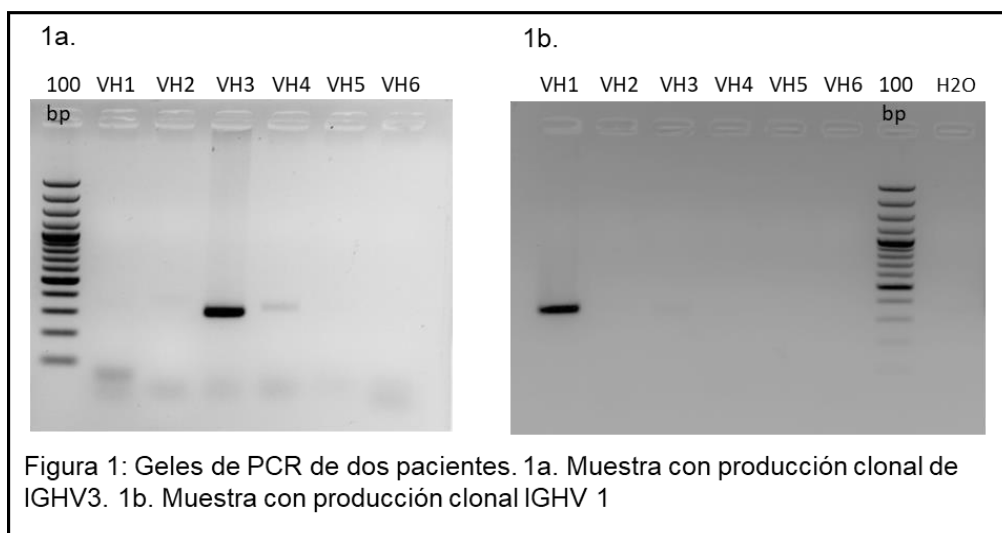 1a.
100 VH1 VH2 VH3 VH4 VH5 VH6
bp
1b.
VH1 VH2 VH3 VH4 VH5 VH6 100 H2O
bp
Figura 1: Geles de PCR de dos pacientes. 1a. Muestra con producción clonal de
IGHV3. 1b. Muestra con producción clonal IGHV 1